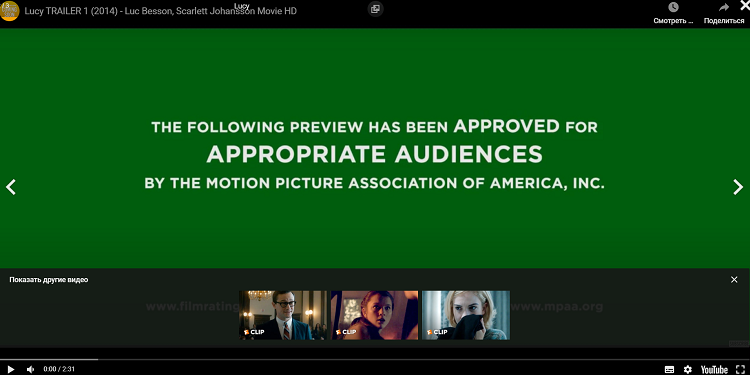 Lucy
Lucy TRAILER 1 (2014) - Luc Besson, Scarlett Johansson Movie HD
Смотреть ...
Поделиться
THE FOLLOWING PREVIEW HAS BEEN APPROVED FOR
APPROPRIATE AUDIENCES
BY THE MOTION PICTURE ASSOCIATION OF AMERICA, INC.
Показать другие видео
www.filmrating
www.mpaa.org
CLIP
CLIP
CLIP
0:00 / 2:31
YouTube